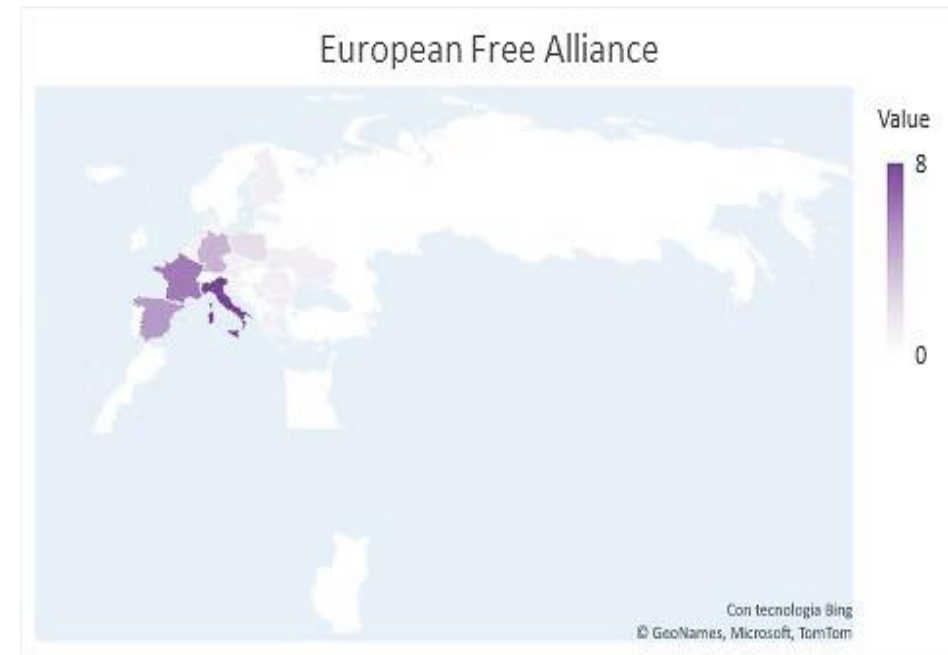 European Free Alliance
Value
8
0
Con tecnologia Bing
© GeoNames, Microsoft, TomTom